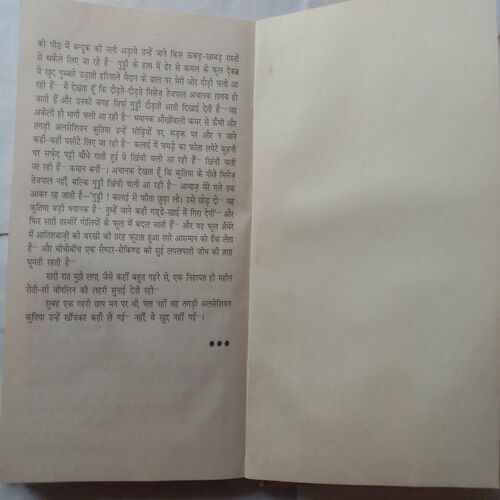 की पीठ में बन्दूक की नली अड़ाये उन्हें जाने किस ऊबड़-खाबड़ रास्तों
से धकेले लिए जा रहे हैं… गुड्डी के हाथ में ढेर से कमल के फूल देकर
वे खुद गुब्बारे उड़ाती हरियाले मैदान के ढाल पर मेरी ओर दौड़ी चली आ
रही हैं… मैं देखता हूँ कि दौड़ते-दौड़ते मिसेज़ तेजपाल अचानक ग़ायब हो
जाती हैं और उनकी जगह सिर्फ़ गुड्डी दौड़ती आती दिखाई देती है… वह
अकेली ही भागी चली आ रही है… भयानक आँखोंवाली कमर से ऊँची और
तगड़ी अलसेशियन कुतिया उन्हें सीढ़ियों पर, सड़क पर और न जाने
कहाँ-कहाँ घसीटे लिए जा रही है… कलाई में चमड़े का फीता लपेटे कुहनी
पर सफ़ेद पट्टी बाँधे गाती हुई वे खिंची चली आ रही हैं… खिंची चली
जा रही हैं… कमान बनीं… । अचानक देखता हूँ कि कुतिया के पीछे मिसेज़
तेजपाल नहीं, बल्कि गुड्डी खिंची चली आ रही है… आवाज़ मेरे गले तक
आकर रह जाती है—"गुड्डी ! कलाई से फीता छुड़ा लो। उसे छोड़ दो… वह
कुतिया बड़ी भयानक है… तुम्हें जाने कहाँ गड्ढे-खाई में गिरा देगी" और
फिर सारी तस्वीरें गोलियों के फूल में बदल जाती हैं… और यह फूल अँधेरे
में आतिशबाज़ी की चरखी की तरह फूटता हुआ सारे आसमान को ढँक लेता
है… और बीचोबीच एक सैण्टर-सैकिण्ड की सुई लपलपाती जीभ की तरह
घूमती रहती है…
सारी रात मुझे लगा, जैसे कहीं बहुत गहरे से, एक निहायत ही महीन
रोती-सी वॉयलिन की लहरी सुनाई देती रही…
सुबह एक गहरी छाप मन पर थी, पता नहीं वह तगड़ी अलसेशियन
कुतिया उन्हें खींचकर कहाँ ले गई… नहीं, वे खुद नहीं गईं…।
●●●